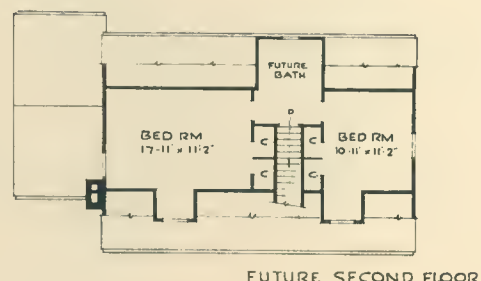 FUTURE
BATH
D
BED RM
17'-11" x 11'-2"
C C
BED RM
10'-11" x 11'-2"
C C
FUTURE SECOND FLOOR